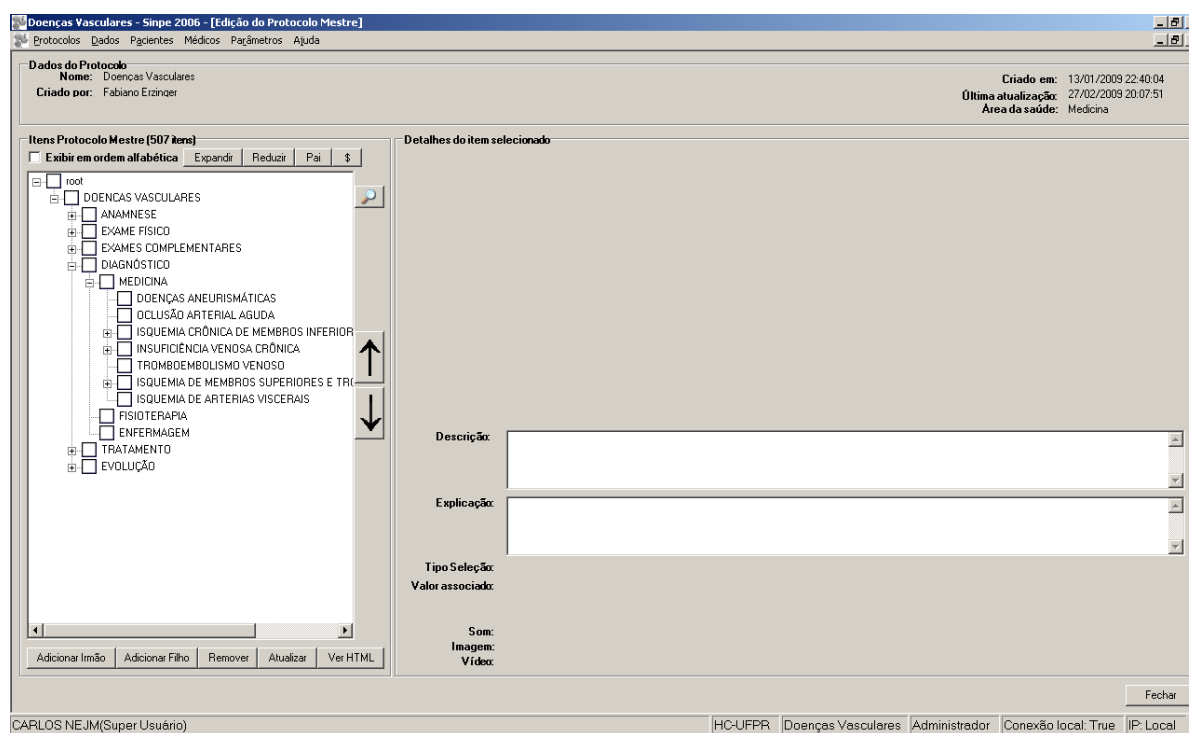 Doenças Vasculares - Sinpe 2006 - [Edição do Protocolo Mestre]
Protocolos Dados Pacientes Médicos Parâmetros Ajuda
Dados do Protocolo
Nome: Doenças Vasculares
Criado por: Fabiano Erzinger
Criado em: 13/01/2009 22:40:04
Última atualização: 27/02/2009 20:07:51
Área da saúde: Medicina
Itens Protocolo Mestre (507 itens)
Exibir em ordem alfabética Expandir Reduzir Pai $
root
DOENCAS VASCULARES
ANAMNESE
EXAME FÍSICO
EXAMES COMPLEMENTARES
DIAGNÓSTICO
MEDICINA
DOENÇAS ANEURISMÁTICAS
OCLUSÃO ARTERIAL AGUDA
ISQUEMIA CRÔNICA DE MEMBROS INFERIOR
INSUFICIÊNCIA VENOSA CRÔNICA
TROMBOEMBOLISMO VENOSO
ISQUEMIA DE MEMBROS SUPERIORES E TRO
ISQUEMIA DE ARTERIAS VISCERAIS
FISIOTERAPIA
ENFERMAGEM
TRATAMENTO
EVOLUÇÃO
Adicionar Irmão Adicionar Filho Remover Atualizar Ver HTML
Detalhes do item selecionado
Descrição:
Explicação:
Tipo Seleção:
Valor associado:
Som:
Imagem:
Vídeo:
Fechar
CARLOS NEJM(Super Usuário) HC-UFPR Doenças Vasculares Administrador Conexão local: True IP: Local